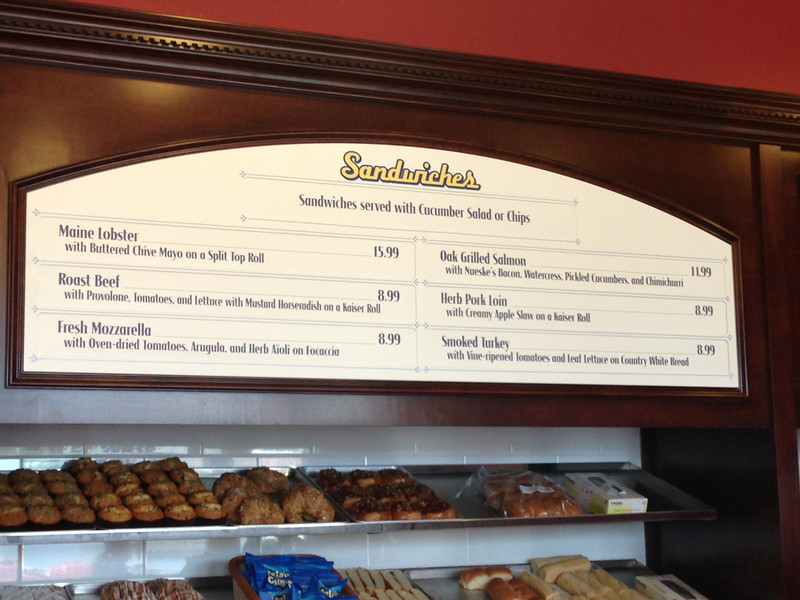 Sandwiches
Sandwiches served with Cucumber Salad or Chips
Maine Lobster 15.99
with Buttered Chive Mayo on a Split Top Roll
Roast Beef 8.99
with Provolone, Tomatoes, and Lettuce with Mustard Horseradish on a Kaiser Roll
Fresh Mozzarella 8.99
with Oven-dried Tomatoes, Arugula, and Herb Aïoli on Focaccia
Oak Grilled Salmon 11.99
with Nueske's Bacon, Watercress, Pickled Cucumbers, and Chimichurri
Herb Pork Loin 8.99
with Creamy Apple Slaw on a Kaiser Roll
Smoked Turkey 8.99
with Vine-ripened Tomatoes and Leaf Lettuce on Country White Bread